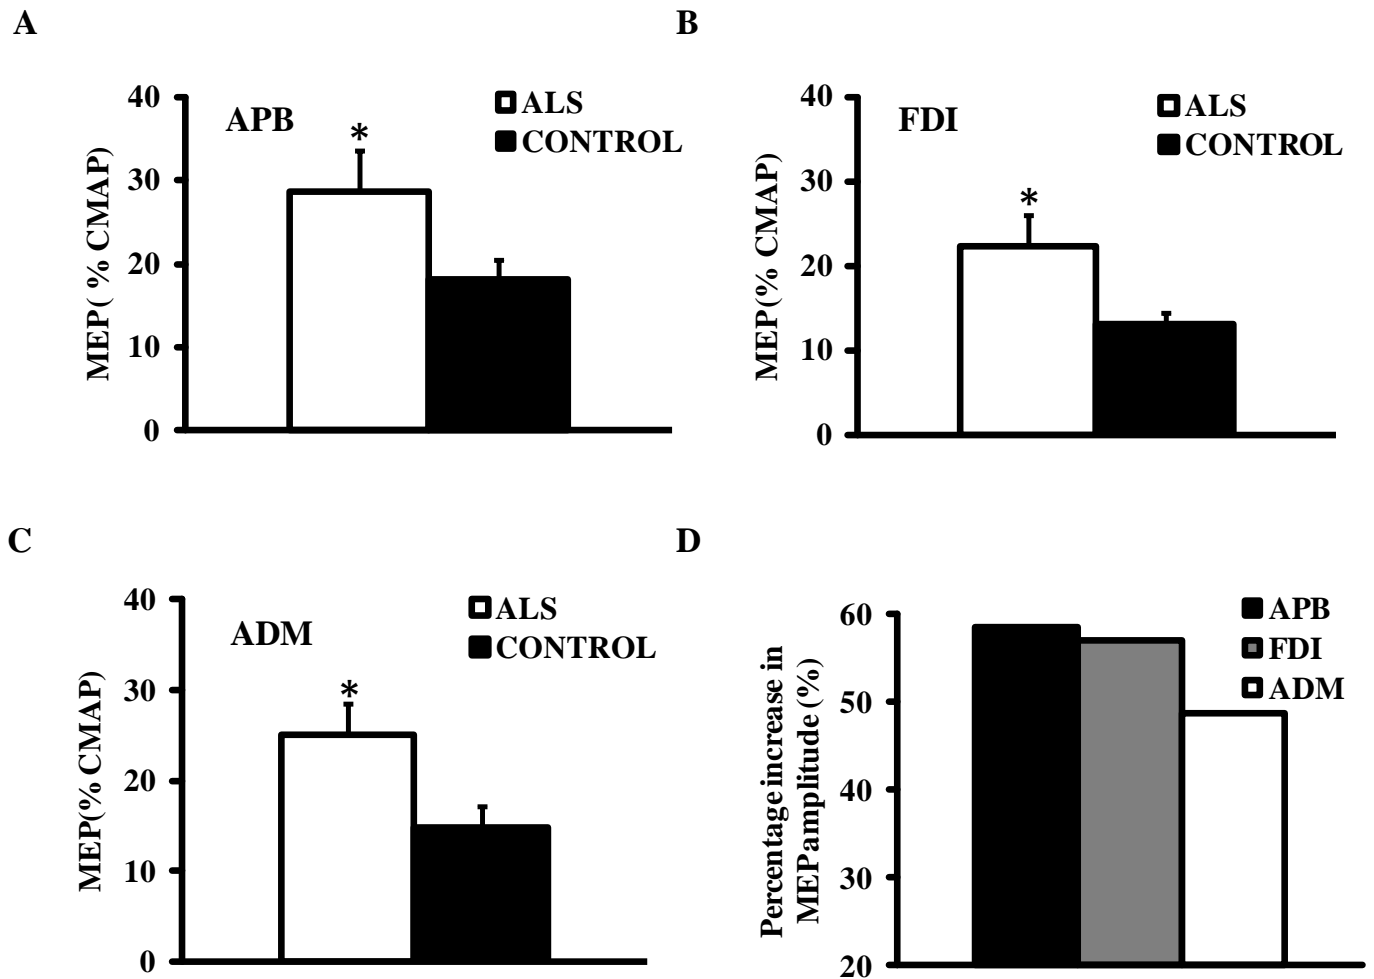 A
40
30
20
10
0
MEP ( % CMAP)
APB
*
ALS
CONTROL
B
40
30
20
10
0
MEP (% CMAP)
FDI
*
ALS
CONTROL
C
40
30
20
10
0
MEP(% CMAP)
ADM
*
ALS
CONTROL
D
60
50
40
30
20
Percentage increase in
MEP amplitude (%)
APB
FDI
ADM